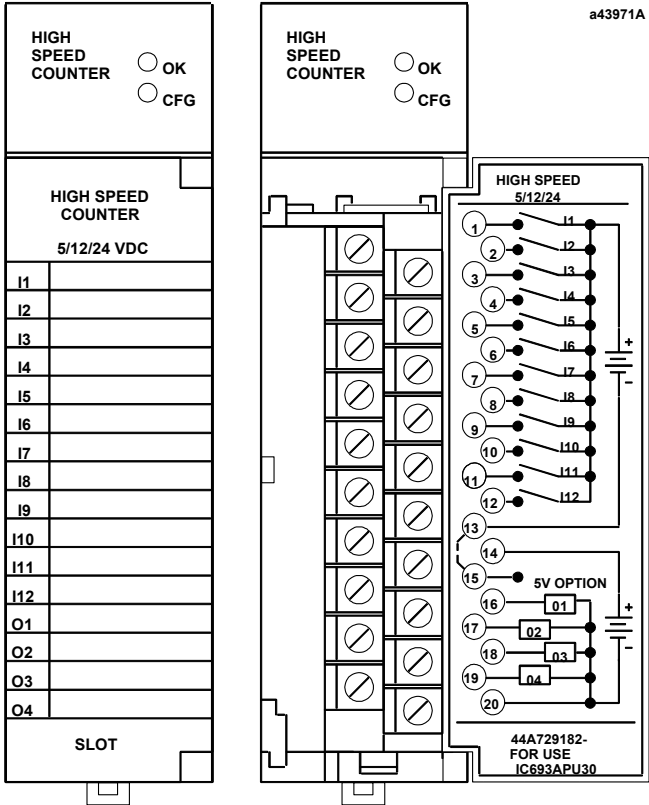 a43971A
HIGH
SPEED
COUNTER
OK
CFG
HIGH SPEED
COUNTER
5/12/24 VDC
I1
I2
I3
I4
I5
I6
I7
I8
I9
I10
I11
I12
O1
O2
O3
O4
SLOT
HIGH
SPEED
COUNTER
OK
CFG
HIGH SPEED
5/12/24
1 I1
2 I2
3 I3
4 I4
5 I5
6 I6 +
7 I7 -
8 I8
9 I9
10 I10
11 I11
12 I12
13
14
15 5V OPTION
16 01 +
17 02
18 03 -
19 04
20
44A729182-
FOR USE
IC693APU30